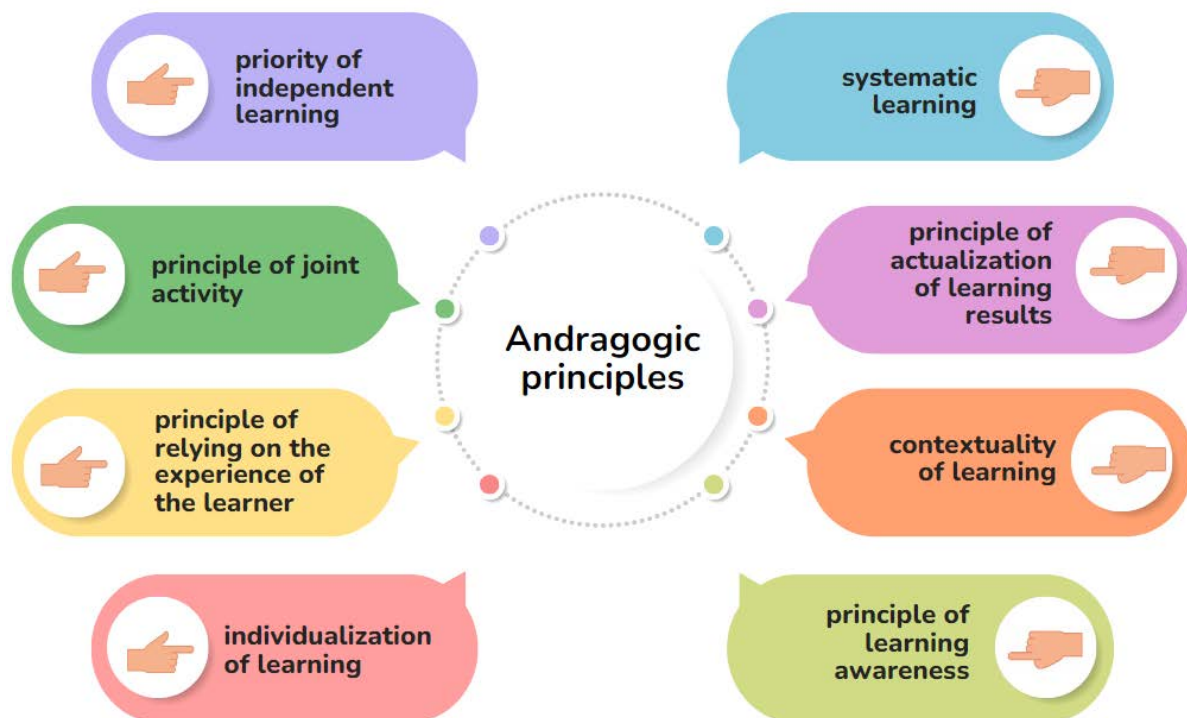 priority of
independent
learning
systematic
learning
principle of joint
activity
principle of
actualization
of learning
results
Andragogic
principles
principle of
relying on the
experience of
the learner
contextuality
of learning
individualization
of learning
principle of
learning
awareness